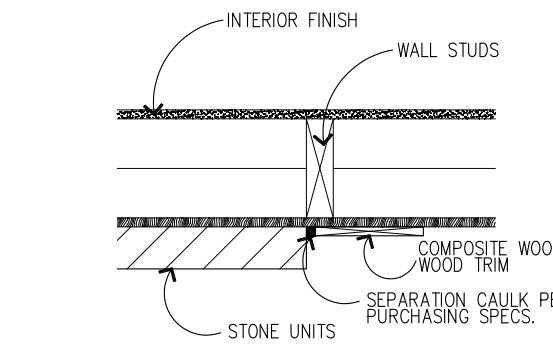 INTERIOR FINISH
WALL STUDS
COMPOSITE WOO
WOOD TRIM
SEPARATION CAULK PE
PURCHASING SPECS.
STONE UNITS